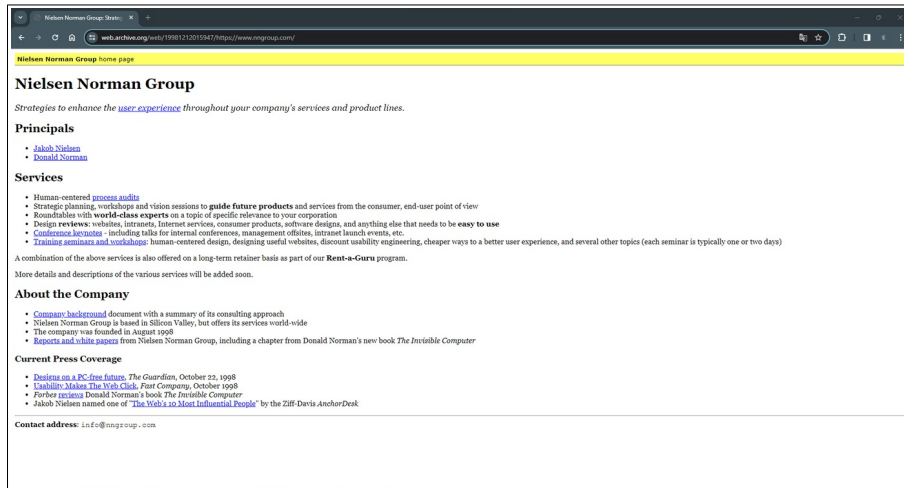 Nielsen Norman Group: Strateg
web.archive.org/web/19981212015947/https://www.nngroup.com/
Nielsen Norman Group home page
Nielsen Norman Group
Strategies to enhance the user experience throughout your company's services and product lines.
Principals
• Jakob Nielsen
• Donald Norman
Services
• Human-centered process audits
• Strategic planning, workshops and vision sessions to guide future products and services from the consumer, end-user point of view
• Roundtables with world-class experts on a topic of specific relevance to your corporation
• Design reviews: websites, intranets, Internet services, consumer products, software designs, and anything else that needs to be easy to use
• Conference keynotes - including talks for internal conferences, management offsites, intranet launch events, etc.
• Training seminars and workshops: human-centered design, designing useful websites, discount usability engineering, cheaper ways to a better user experience, and several other topics (each seminar is typically one or two days)
A combination of the above services is also offered on a long-term retainer basis as part of our Rent-a-Guru program.
More details and descriptions of the various services will be added soon.
About the Company
• Company background document with a summary of its consulting approach
• Nielsen Norman Group is based in Silicon Valley, but offers its services world-wide
• The company was founded in August 1998
• Reports and white papers from Nielsen Norman Group, including a chapter from Donald Norman's new book The Invisible Computer
Current Press Coverage
• Designs on a PC-free future, The Guardian, October 22, 1998
• Usability Makes The Web Click, Fast Company, October 1998
• Forbes reviews Donald Norman's book The Invisible Computer
• Jakob Nielsen named one of "The Web's 10 Most Influential People" by the Ziff-Davis AnchorDesk
Contact address: info@nngroup.com